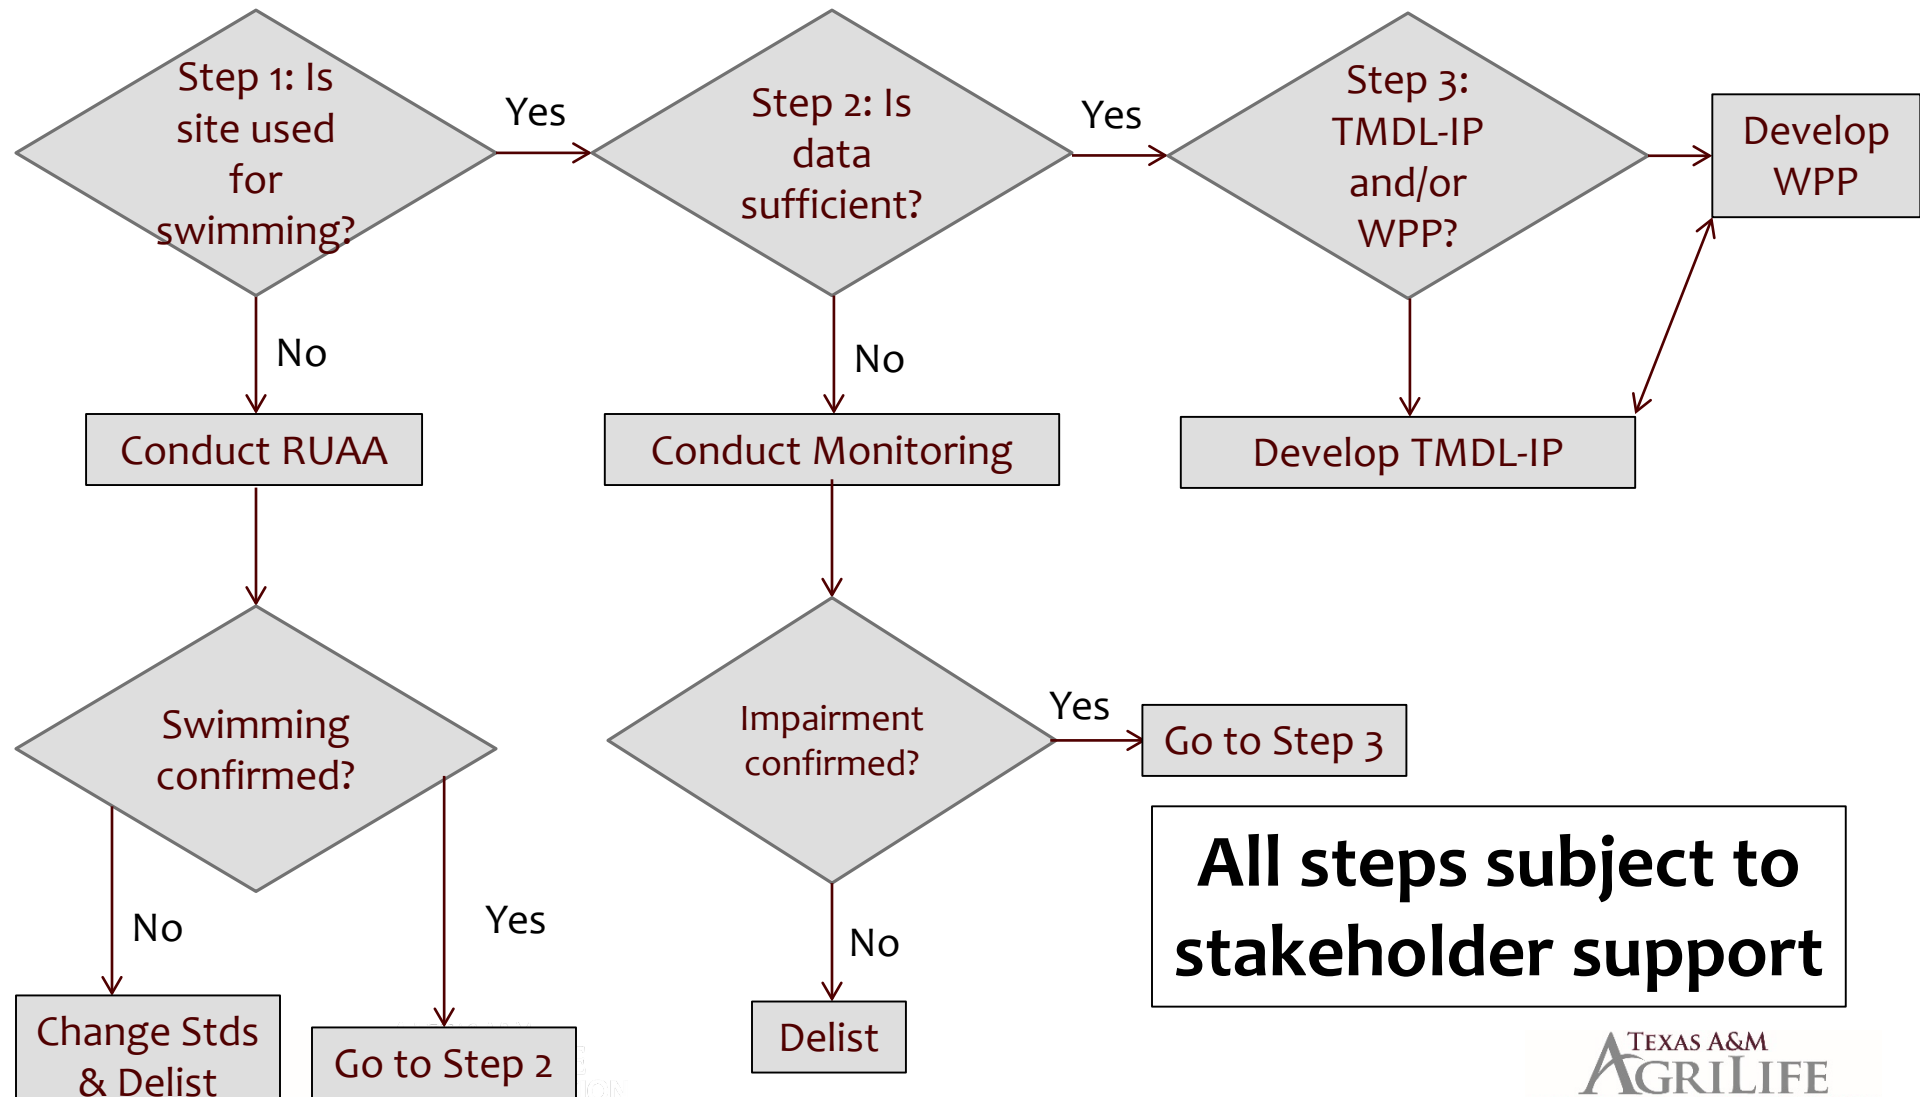 Step 1: Is
site used
for
swimming?
Yes
Step 2: Is
data
sufficient?
Yes
Step 3:
TMDL-IP
and/or
WPP?
Develop
WPP
No
No
Conduct RUAA
Conduct Monitoring
Develop TMDL-IP
Swimming
confirmed?
Impairment
confirmed?
Yes
Go to Step 3
No
Yes
No
All steps subject to
stakeholder support
Change Stds
& Delist
Go to Step 2
Delist
TEXAS A&M
AGRILIFE